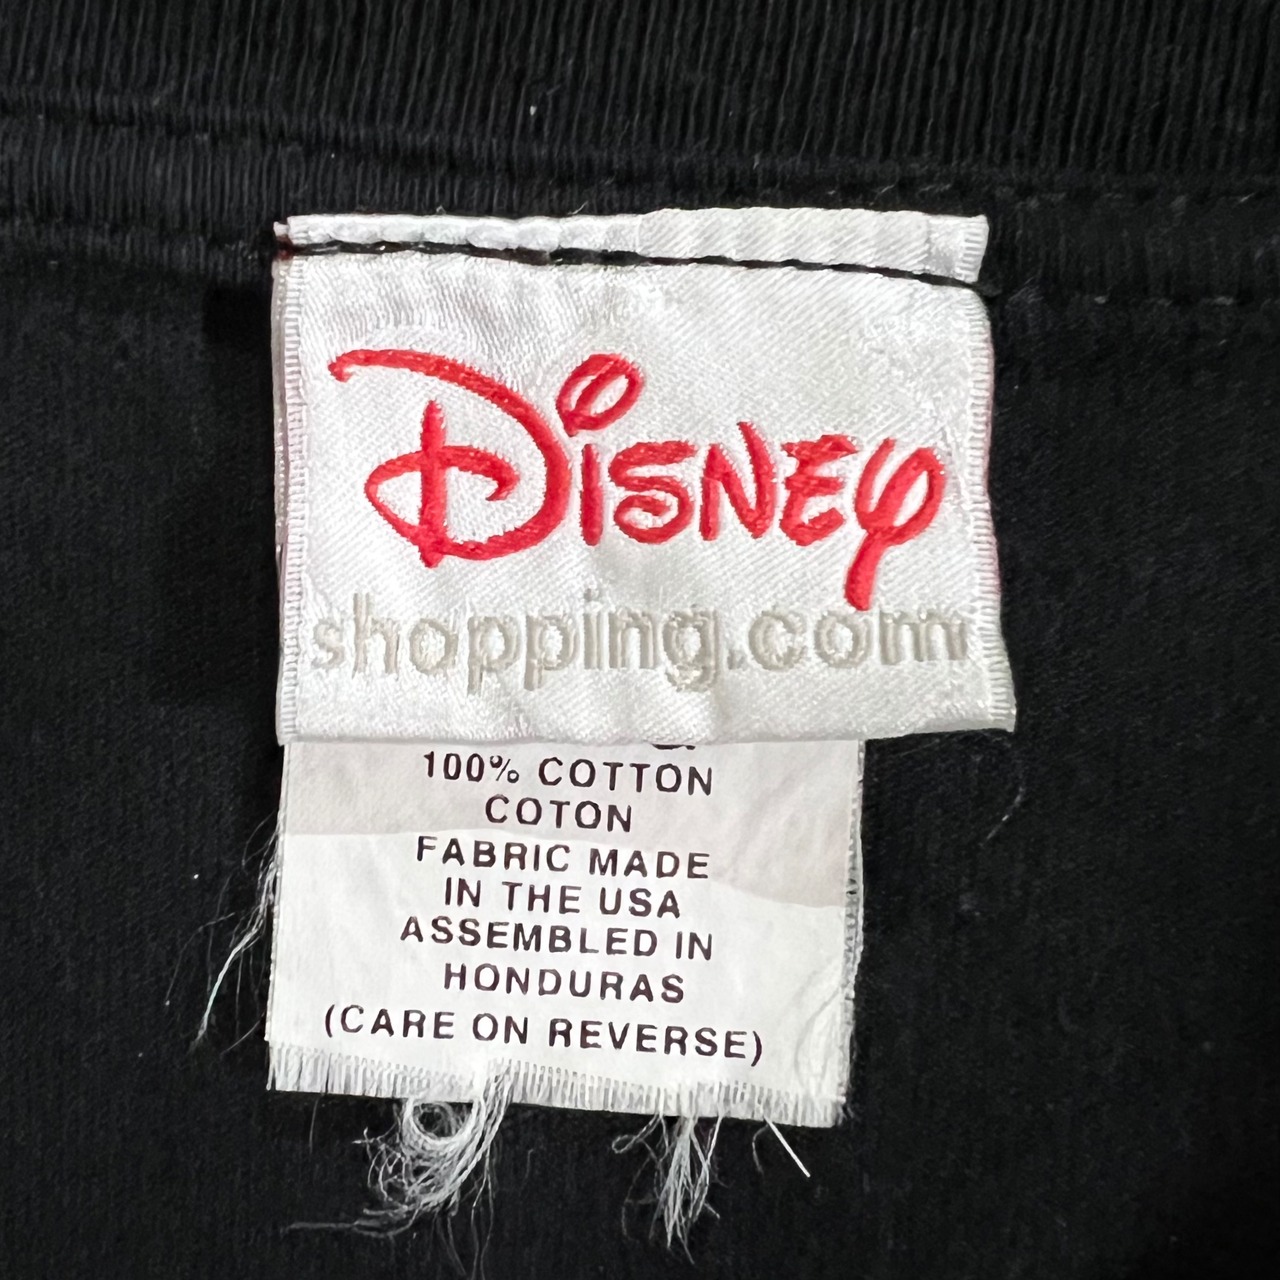 Disney
shopping.com
100% COTTON
COTON
FABRIC MADE
IN THE USA
ASSEMBLED IN
HONDURAS
(CARE ON REVERSE)